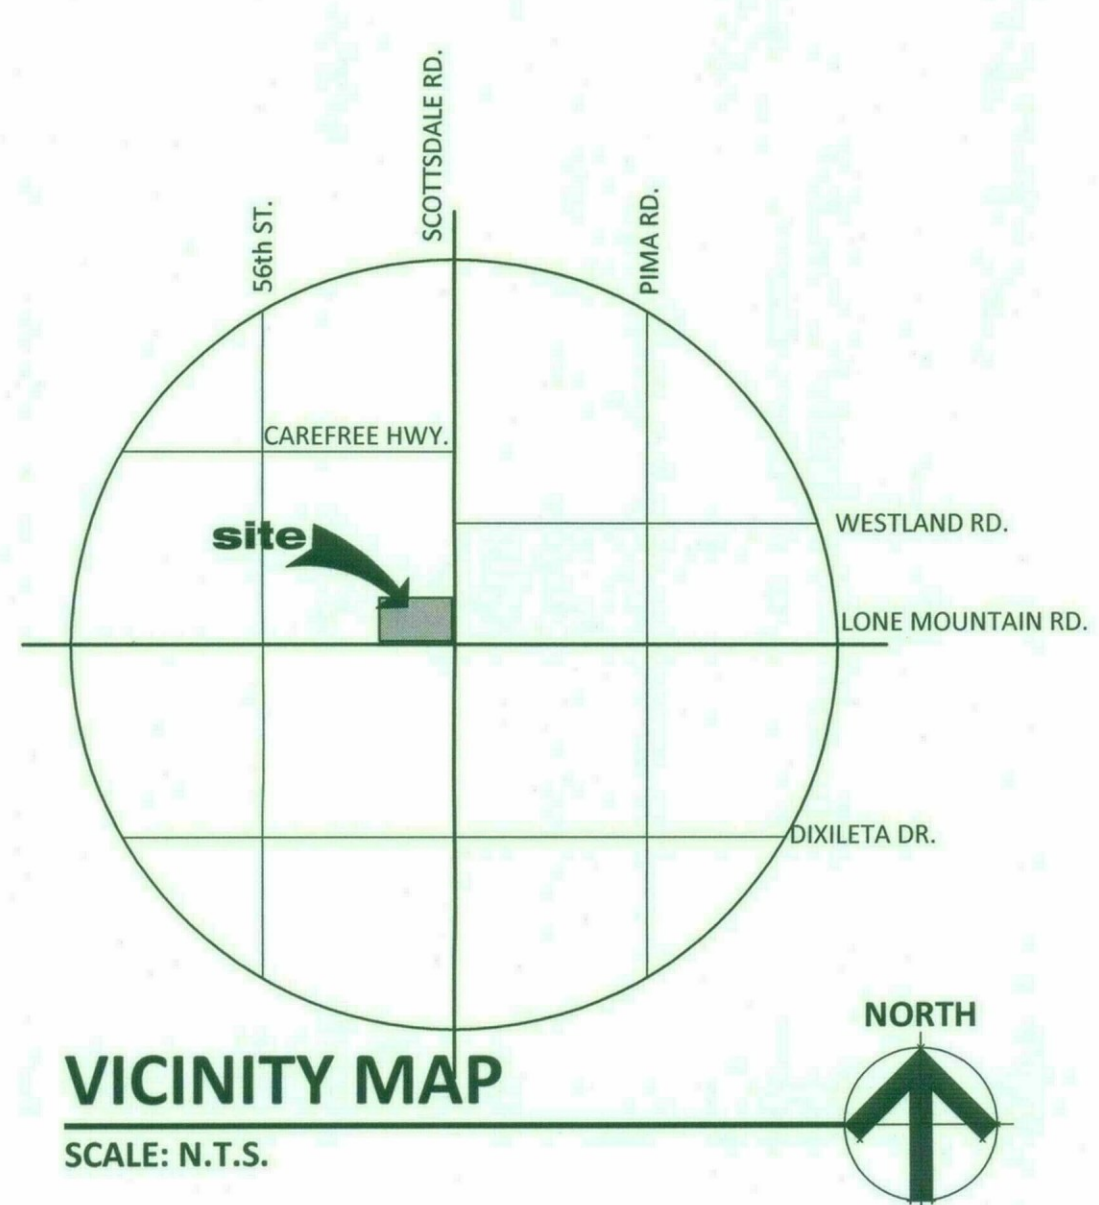 SCOTTSDALE RD.
56th ST.
PIMA RD.
CAREFREE HWY.
WESTLAND RD.
site
LONE MOUNTAIN RD.
DIXILETA DR.
NORTH
VICINITY MAP
SCALE: N.T.S.